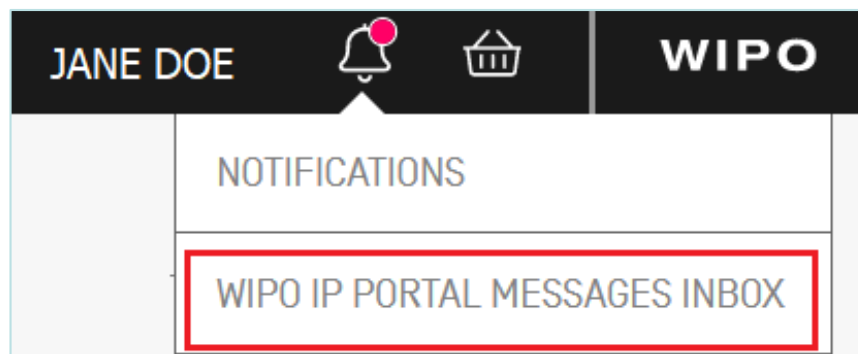 JANE DOE WIPO
NOTIFICATIONS
WIPO IP PORTAL MESSAGES INBOX